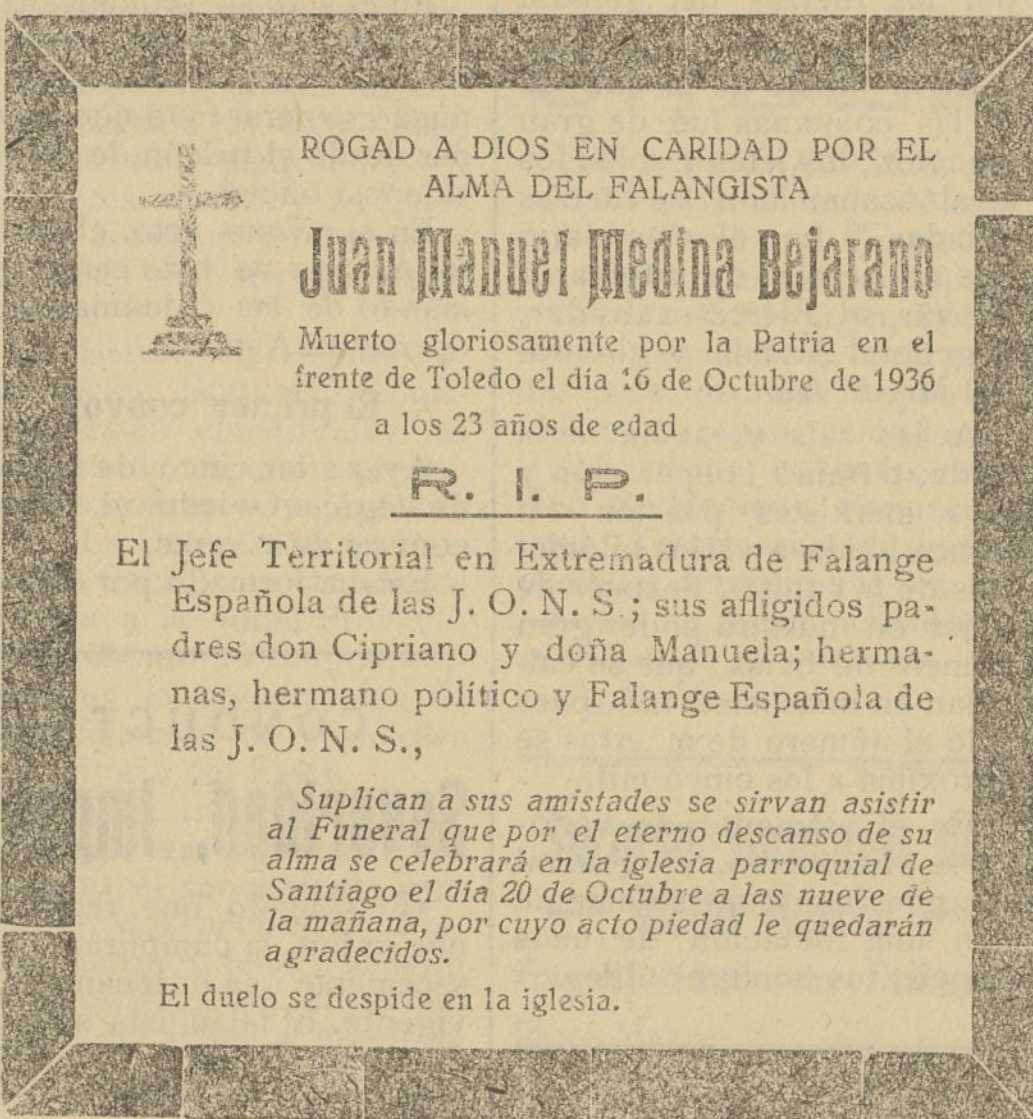 ROGAD A DIOS EN CARIDAD POR EL
ALMA DEL FALANGISTA
Juan Manuel Medina Bejarano
Muerto gloriosamente por la Patria en el
frente de Toledo el día 16 de Octubre de 1936
a los 23 años de edad
R. I. P.
El Jefe Territorial en Extremadura de Falange
Española de las J. O. N. S.; sus afligidos pa-
dres don Cipriano y doña Manuela; herma-
nas, hermano político y Falange Española de
las J. O. N. S.,
Suplican a sus amistades se sirvan asistir
al Funeral que por el eterno descanso de su
alma se celebrará en la iglesia parroquial de
Santiago el día 20 de Octubre a las nueve de
la mañana, por cuyo acto piedad le quedarán
agradecidos.
El duelo se despide en la iglesia.